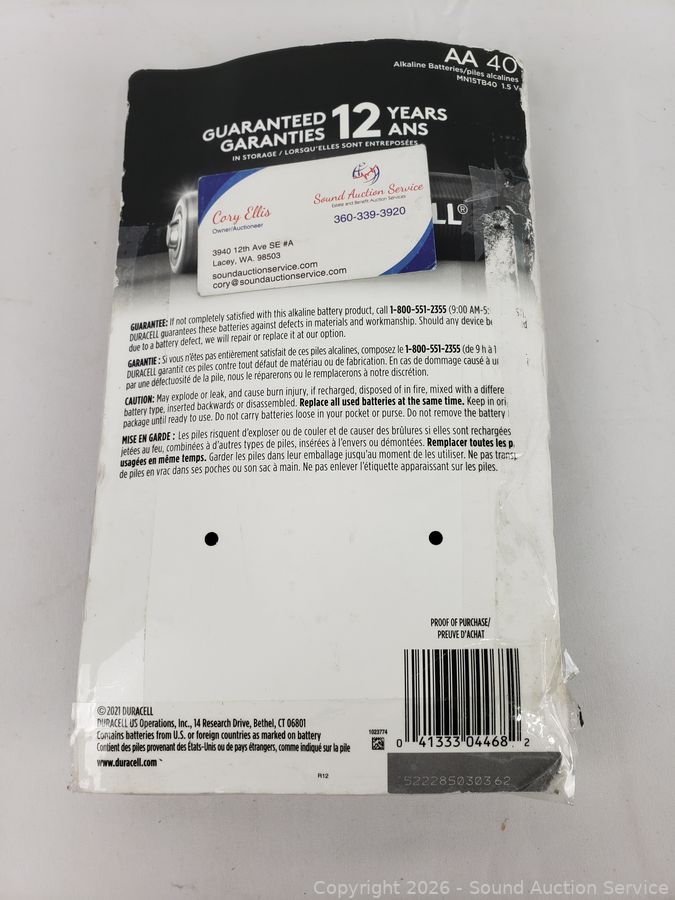 AA 40
Alkaline Batteries/piles alcalines
MN15TB40 1.5 V
GUARANTEED 12 YEARS
GARANTIES ANS
IN STORAGE / LORSQU'ELLES SONT ENTREPOSÉES
Cory Ellis
Owner/Auctioneer
Sound Auction Service
Estate and Benefit Auction Services
360-339-3920
3940 12th Ave SE #A
Lacey, WA. 98503
soundauctionservice.com
cory@soundauctionservice.com
LL®
GUARANTEE: If not completely satisfied with this alkaline battery product, call 1-800-551-2355 (9:00 AM-5:
DURACELL guarantees these batteries against defects in materials and workmanship. Should any device b
due to a battery defect, we will repair or replace it at our option.
GARANTIE : Si vous n'êtes pas entièrement satisfait de ces piles alcalines, composez le 1-800-551-2355 (de 9 h à 1
DURACELL garantit ces piles contre tout défaut de matériau ou de fabrication. En cas de dommage causé à u
par une défectuosité de la pile, nous le réparerons ou le remplacerons à notre discrétion.
CAUTION: May explode or leak, and cause burn injury, if recharged, disposed of in fire, mixed with a differe
battery type, inserted backwards or disassembled. Replace all used batteries at the same time. Keep in ori
package until ready to use. Do not carry batteries loose in your pocket or purse. Do not remove the battery
MISE EN GARDE : Les piles risquent d'exploser ou de couler et de causer des brûlures si elles sont rechargées
jetées au feu, combinées à d'autres types de piles, insérées à l'envers ou démontées. Remplacer toutes les p
usagées en même temps. Garder les piles dans leur emballage jusqu'au moment de les utiliser. Ne pas transp
de piles en vrac dans ses poches ou son sac à main. Ne pas enlever l'étiquette apparaissant sur les piles.
PROOF OF PURCHASE/
PREUVE D'ACHAT
©2021 DURACELL
DURACELL US Operations, Inc., 14 Research Drive, Bethel, CT 06801
Contains batteries from U.S. or foreign countries as marked on battery
Contient des piles provenant des États-Unis ou de pays étrangers, comme indiqué sur la pile
www.duracell.com
1023774
R12
0 41333 04468 2
522285030362
Copyright 2026 - Sound Auction Service